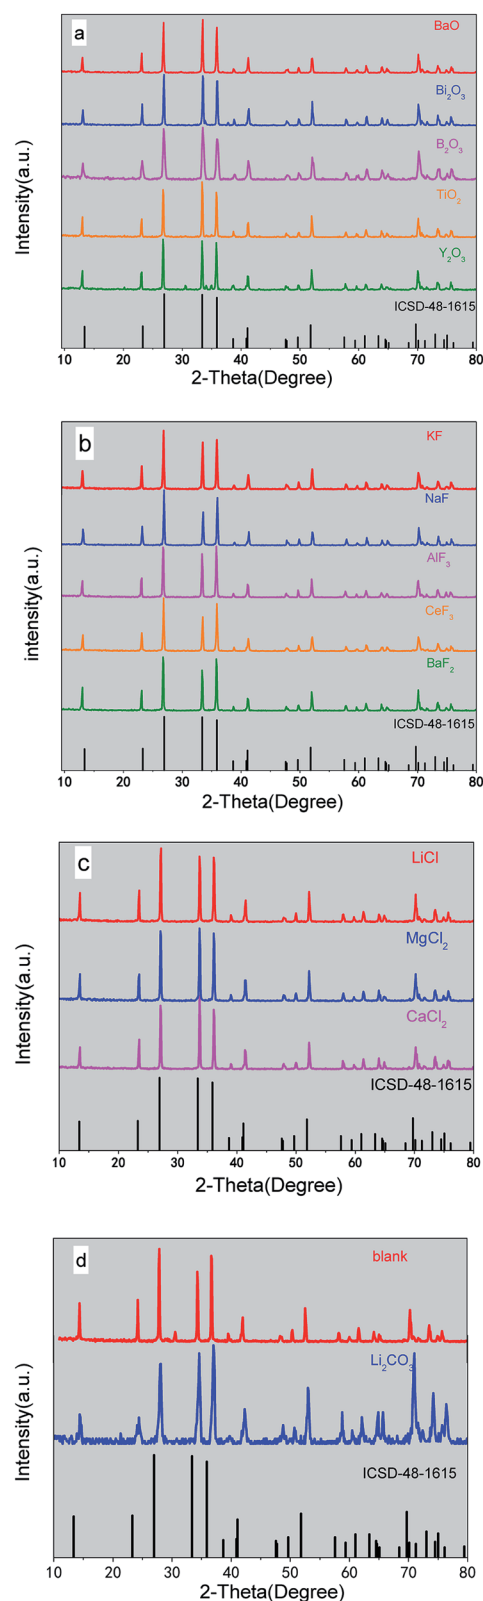 a
BaO
Bi₂O₃
B₂O₃
TiO₂
Y₂O₃
ICSD-48-1615
Intensity(a.u.)
10 20 30 40 50 60 70 80
2-Theta(Degree)
b
KF
NaF
AlF₃
CeF₃
BaF₂
ICSD-48-1615
intensity(a.u.)
10 20 30 40 50 60 70 80
2-Theta(Degree)
c
LiCl
MgCl₂
CaCl₂
ICSD-48-1615
Intensity(a.u.)
10 20 30 40 50 60 70 80
2-Theta(Degree)
d
blank
Li₂CO₃
ICSD-48-1615
Intensity(a.u.)
10 20 30 40 50 60 70 80
2-Theta(Degree)